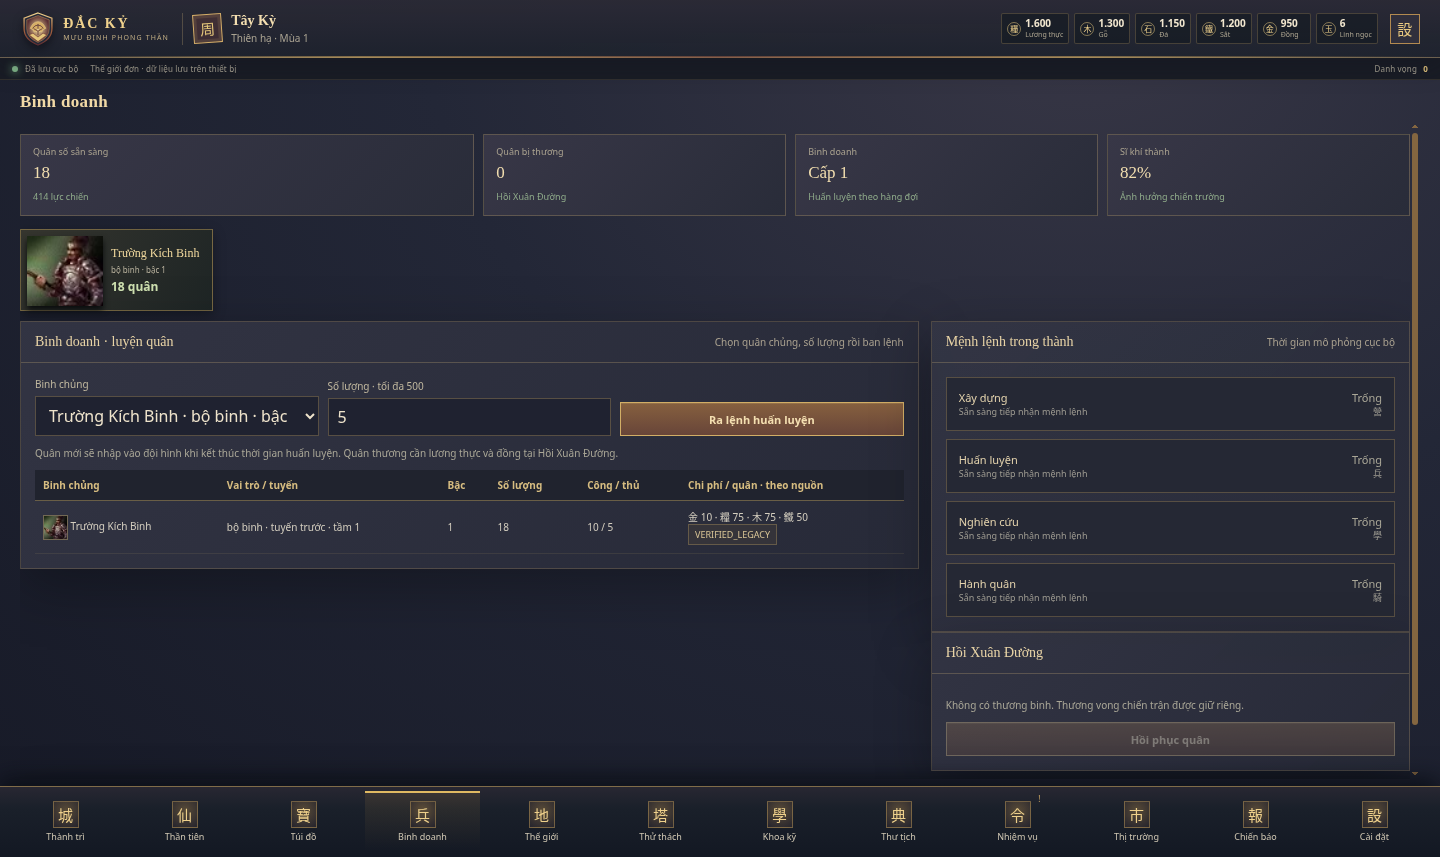 ĐẮC KỶ
MƯU ĐỊNH PHONG THẦN
周
Tây Kỳ
Thiên hạ · Mùa 1
糧 1.600 Lương thực
木 1.300 Gỗ
石 1.150 Đá
鐵 1.200 Sắt
金 950 Đồng
玉 6 Linh ngọc
設
Đã lưu cục bộ Thế giới đơn · dữ liệu lưu trên thiết bị
Danh vọng 0
Binh doanh
Quân số sẵn sàng
18
414 lực chiến
Quân bị thương
0
Hồi Xuân Đường
Binh doanh
Cấp 1
Huấn luyện theo hàng đợi
Sĩ khí thành
82%
Ảnh hưởng chiến trường
Trường Kích Binh
bộ binh · bậc 1
18 quân
Binh doanh · luyện quân
Chọn quân chủng, số lượng rồi ban lệnh
Binh chủng
Trường Kích Binh · bộ binh · bậc
Số lượng · tối đa 500
5
Ra lệnh huấn luyện
Quân mới sẽ nhập vào đội hình khi kết thúc thời gian huấn luyện. Quân thương cần lương thực và đồng tại Hồi Xuân Đường.
Binh chủng Vai trò / tuyến Bậc Số lượng Công / thủ Chi phí / quân · theo nguồn
Trường Kích Binh bộ binh · tuyến trước · tầm 1 1 18 10 / 5 金 10 · 糧 75 · 木 75 · 鐵 50
VERIFIED_LEGACY
Mệnh lệnh trong thành
Thời gian mô phỏng cục bộ
Xây dựng Trống
Sẵn sàng tiếp nhận mệnh lệnh 營
Huấn luyện Trống
Sẵn sàng tiếp nhận mệnh lệnh 兵
Nghiên cứu Trống
Sẵn sàng tiếp nhận mệnh lệnh 學
Hành quân Trống
Sẵn sàng tiếp nhận mệnh lệnh 騎
Hồi Xuân Đường
Không có thương binh. Thương vong chiến trận được giữ riêng.
Hồi phục quân
城 Thành trì
仙 Thần tiên
寶 Túi đồ
兵 Binh doanh
地 Thế giới
塔 Thử thách
學 Khoa kỹ
典 Thư tịch
令 ! Nhiệm vụ
市 Thị trường
報 Chiến báo
設 Cài đặt